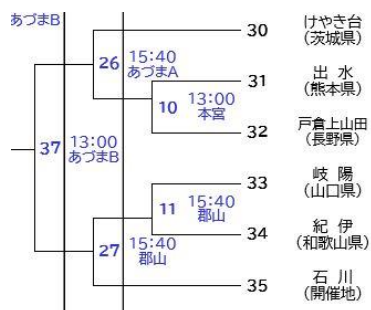 あづまB
30
けやき台
(茨城県)
26
15:40
あづまA
31
出 水
(熊本県)
10
13:00
本宮
32
戸倉上山田
(長野県)
37
13:00
あづまB
33
岐 陽
(山口県)
11
15:40
郡山
34
紀 伊
(和歌山県)
27
15:40
郡山
35
石 川
(開催地)